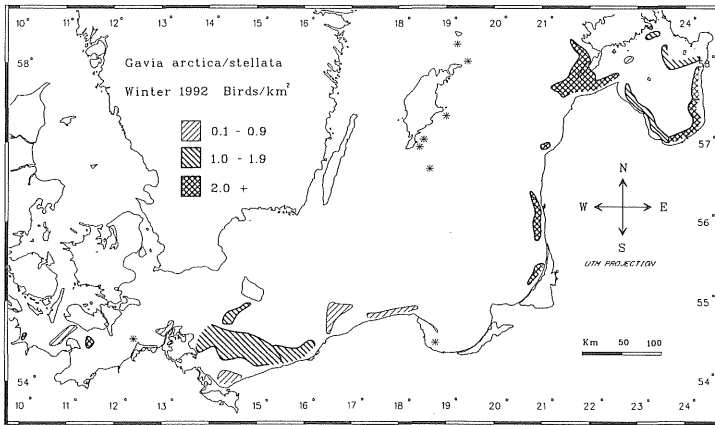 10° 11° 12° 13° 14° 15° 16° 17° 18° 19° 20° 21° 22° 23° 24°
58°
Gavia arctica/stellata
Winter 1992 Birds/km²
0.1 - 0.9
1.0 - 1.9
2.0 +
58°
57°
N
W E
S
UTM PROJECTION
56°
55°
Km 50 100
54°
54°
10° 11° 12° 13° 14° 15° 16° 17° 18° 19° 20° 21° 22° 23° 24°